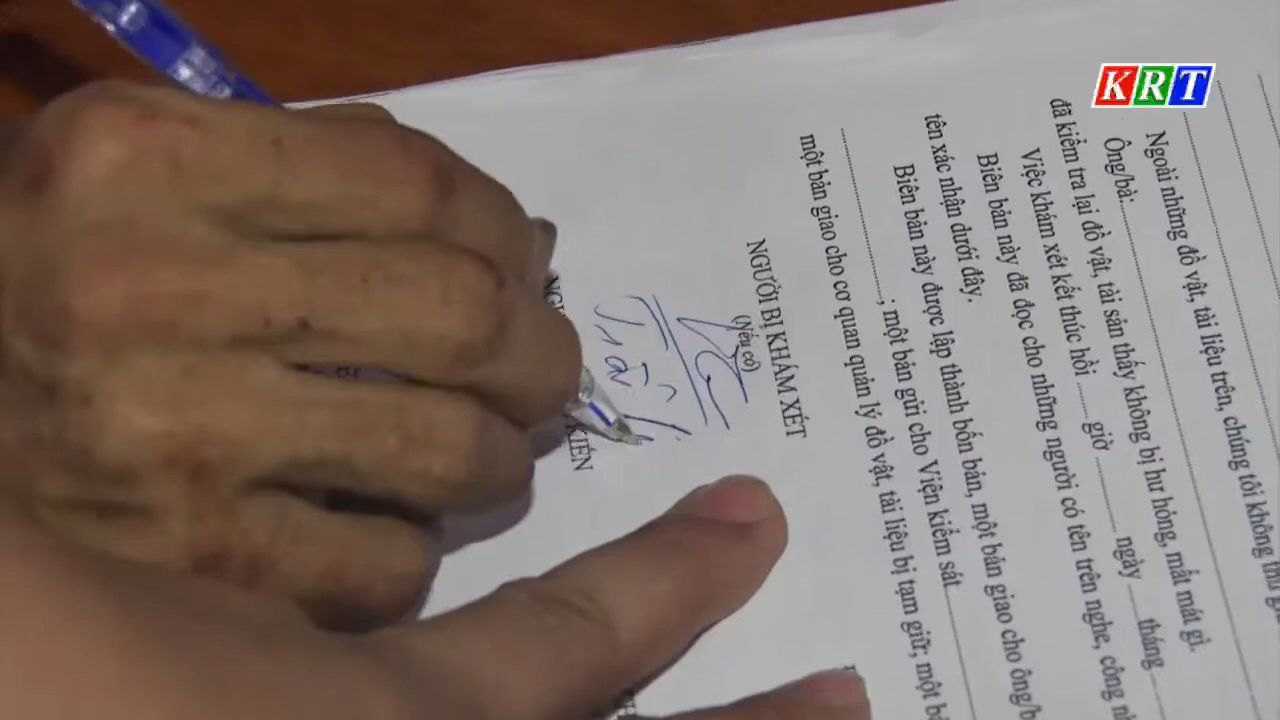 KRT
Ngoài những đồ vật, tài liệu trên, chúng tôi không thu g
Ông/bà:
đã kiểm tra lại đồ vật, tài sản thấy không bị hư hỏng, mất mát gì.
Việc khám xét kết thúc hồi giờ ngày tháng
Biên bản này đã đọc cho những người có tên trên nghe, công nh
tên xác nhận dưới đây.
Biên bản này được lập thành bốn bản, một bản giao cho ông/b
; một bản gửi cho Viện kiểm sát
một bản giao cho cơ quan quản lý đồ vật, tài liệu bị tạm giữ; một bả
NGƯỜI BỊ KHÁM XÉT
(Nếu có)
Trần
KIẾN